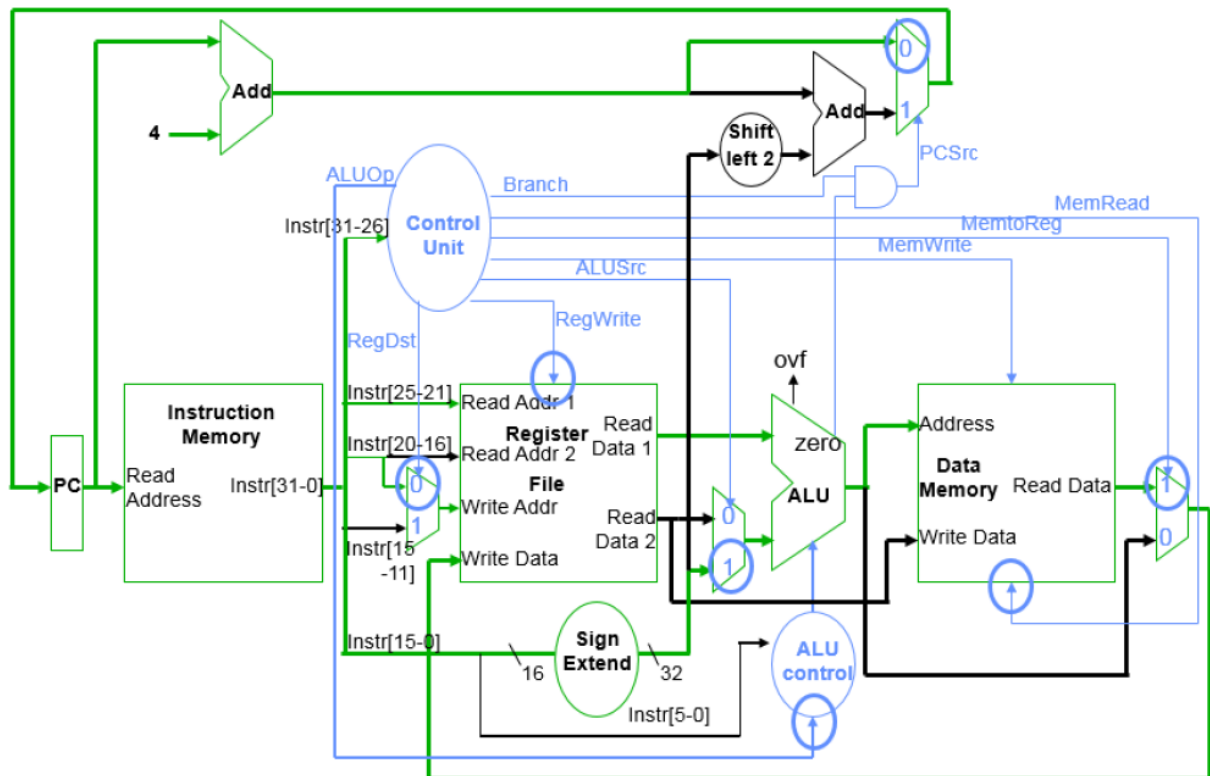 0
Add
1
Add
4
Shift
left 2
PCSrc
ALUOp
Branch
MemRead
Instr[31-26]
Control
Unit
MemtoReg
MemWrite
ALUSrc
RegWrite
RegDst
ovf
Instruction
Memory
Instr[25-21]
Read Addr 1
Register
File
Read
Data 1
zero
Address
Instr[20-16]
Read Addr 2
Data
Memory
PC
Read
Address
Instr[31-0]
0
Write Addr
ALU
Read Data
1
1
Read
Data 2
0
Write Data
0
Instr[15
-11]
Write Data
1
Instr[15-0]
Sign
Extend
16
32
ALU
control
Instr[5-0]